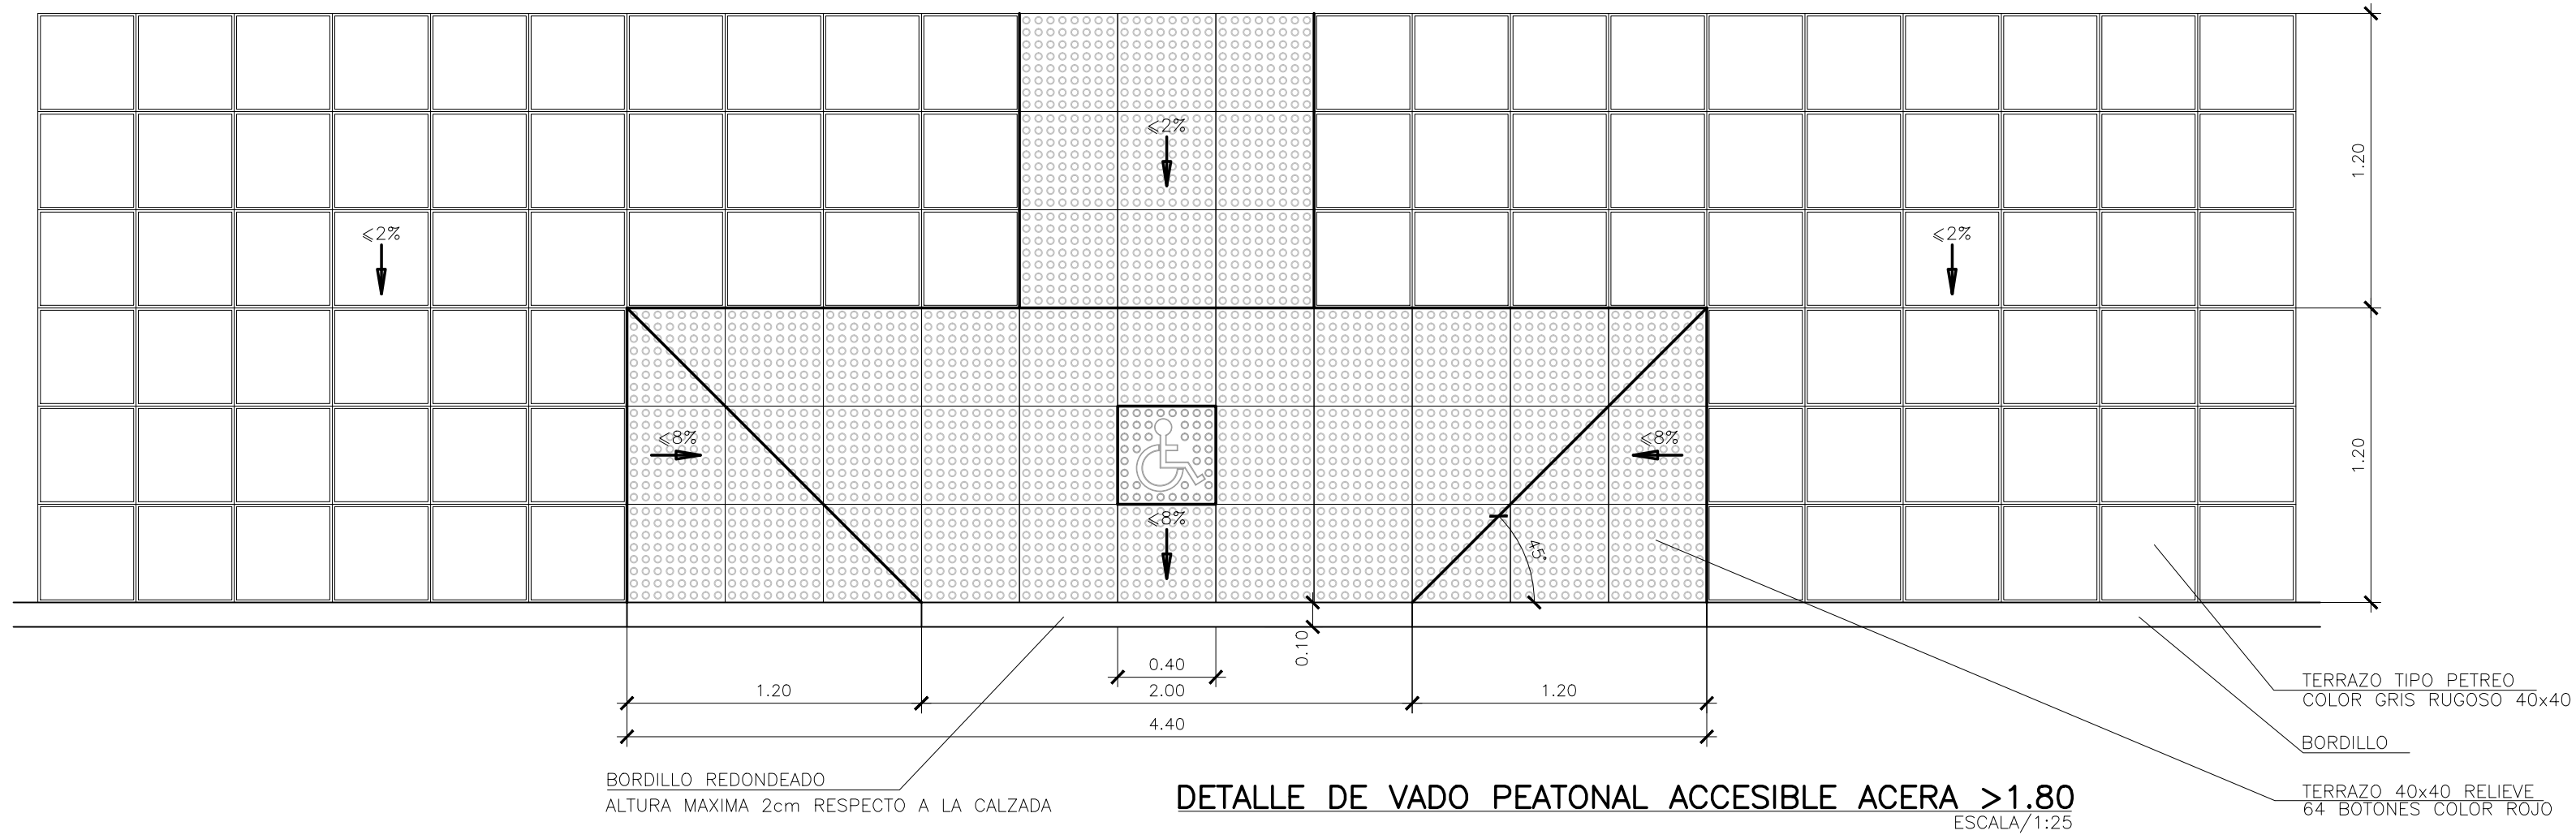 ≤2%
1.20
≤2%
≤2%
≤8%
≤8%
1.20
≤8%
45°
0.10
0.40
1.20
2.00
1.20
4.40
TERRAZO TIPO PETREO
COLOR GRIS RUGOSO 40x40
BORDILLO
BORDILLO REDONDEADO
ALTURA MAXIMA 2cm RESPECTO A LA CALZADA
DETALLE DE VADO PEATONAL ACCESIBLE ACERA >1.80
ESCALA/1:25
TERRAZO 40x40 RELIEVE
64 BOTONES COLOR ROJO